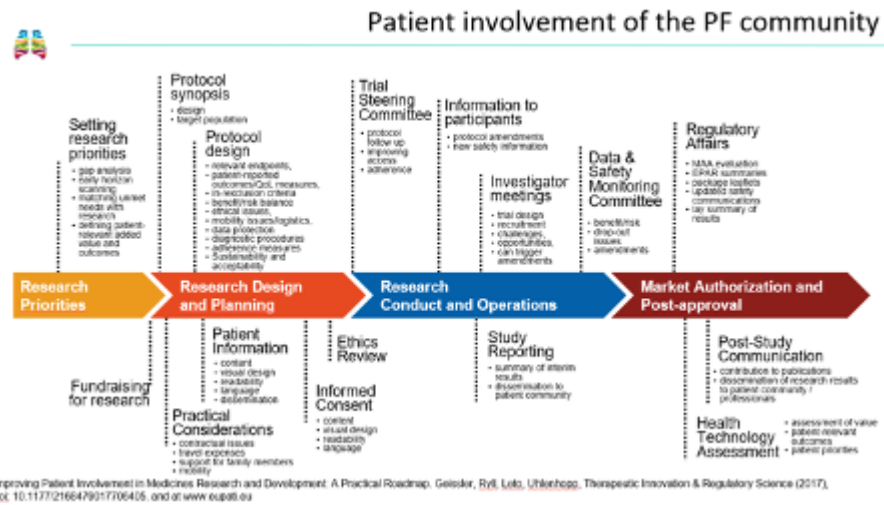 Patient involvement of the PF community
Protocol
synopsis
- design
- target population
Setting
research
priorities
- gap analysis
- early horizon
scanning
- matching unmet
needs with
research
- defining patient-
relevant added
value and
outcomes
Protocol
design
- relevant endpoints,
- patient-reported
outcomes/QoL measures,
- in-/exclusion criteria
- benefit/risk balance
- ethical issues,
- mobility issues/logistics,
- data protection
- diagnostic procedures
- adherence measures
- Sustainability and
acceptability
Trial
Steering
Committee
- protocol
follow up
- improving
access
- adherence
Information to
participants
- protocol amendments
- new safety information
Investigator
meetings
- trial design
- recruitment
- challenges,
- opportunities,
- can trigger
amendments
Data &
Safety
Monitoring
Committee
- benefit/risk
- drop-out
issues
- amendments
Regulatory
Affairs
- MAA evaluation
- EPAR summaries
- package leaflets
- updated safety
communications
- lay summary of
results
Research
Priorities
Research Design
and Planning
Research
Conduct and Operations
Market Authorization and
Post-approval
Fundraising
for research
Patient
Information
- content
- visual design
- readability
- language
- dissemination
Practical
Considerations
- contractual issues
- travel expenses
- support for family members
- mobility
Ethics
Review
Informed
Consent
- content
- visual design
- readability
- language
Study
Reporting
- summary of interim
results
- dissemination to
patient community
Post-Study
Communication
- contribution to publications
- dissemination of research results
to patient community /
professionals
Health
Technology
Assessment
- assessment of value
- patient relevant
outcomes
- patient priorities
mproving Patient Involvement in Medicines Research and Development: A Practical Roadmap. Geissler, Ryll, Leto, Uhlenhopp, Therapeutic Innovation & Regulatory Science (2017),
oi: 10.1177/2168479017706405. and at www.eupati.eu